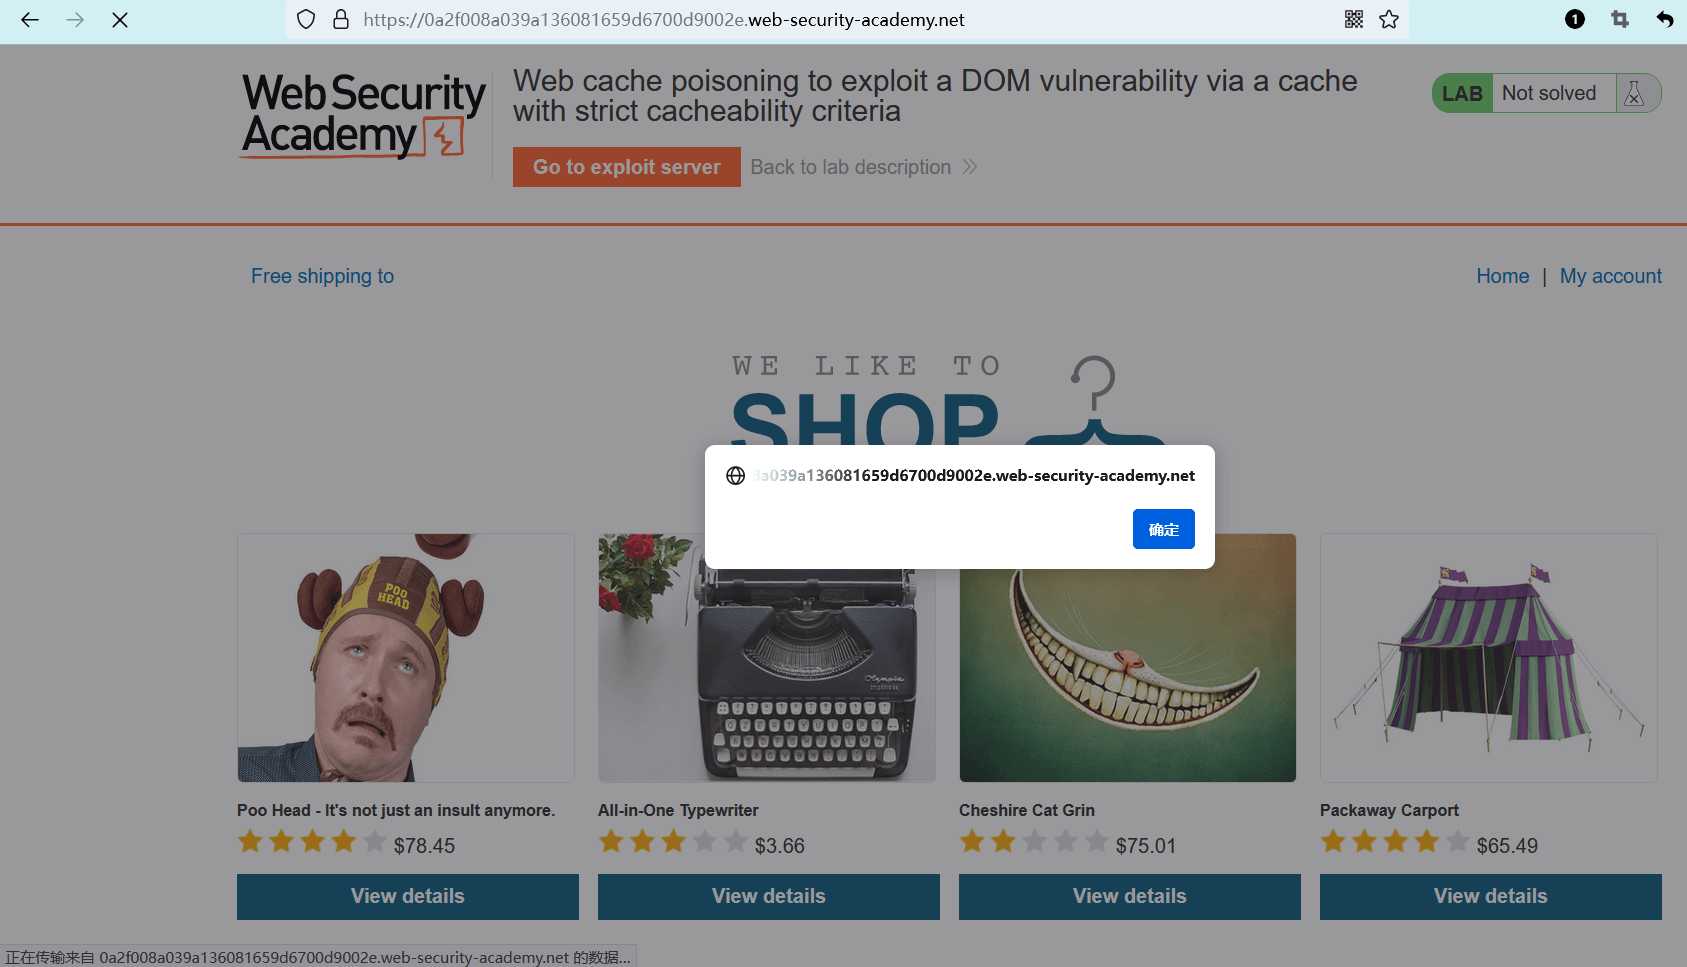 https://0a2f008a039a136081659d6700d9002e.web-security-academy.net
1
Web Security
Academy
Web cache poisoning to exploit a DOM vulnerability via a cache
with strict cacheability criteria
LAB Not solved
Go to exploit server Back to lab description
Free shipping to
Home | My account
WE LIKE TO
SHOP
8a039a136081659d6700d9002e.web-security-academy.net
确定
POO
HEAD
Olympia
Poo Head - It's not just an insult anymore.
All-in-One Typewriter
Cheshire Cat Grin
Packaway Carport
$78.45
$3.66
$75.01
$65.49
View details
View details
View details
View details
正在传输来自 0a2f008a039a136081659d6700d9002e.web-security-academy.net 的数据...